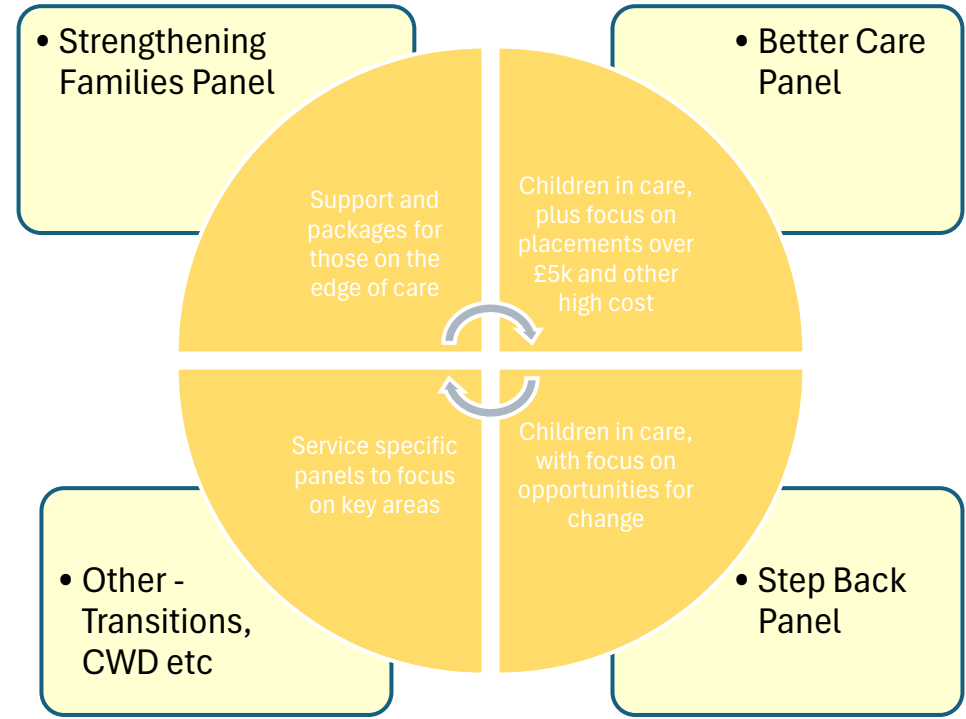 • Strengthening
Families Panel
• Better Care
Panel
Support and
packages for
those on the
edge of care
Children in care,
plus focus on
placements over
£5k and other
high cost
Service specific
panels to focus
on key areas
Children in care,
with focus on
opportunities for
change
• Other -
Transitions,
CWD etc
• Step Back
Panel